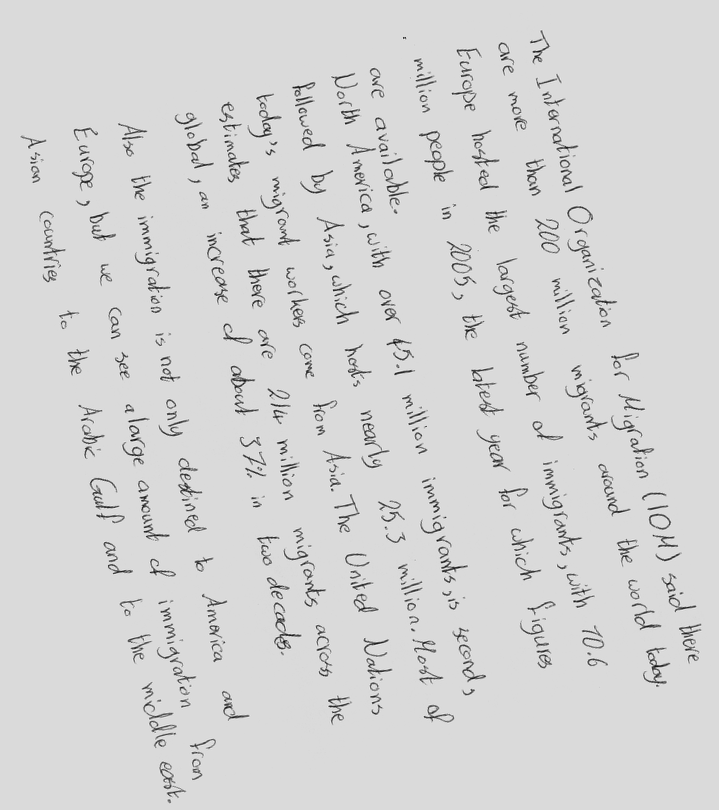 The International Organization for Migration (IOM) said there
are more than 200 million migrants around the world today.
Europe hosted the largest number of immigrants, with 70.6
million people in 2005, the latest year for which figures
are available.
North America, with over 45.1 million immigrants, is second,
followed by Asia, which hosts nearly 25.3 million. Most of
today's migrant workers come from Asia. The United Nations
estimates that there are 214 million migrants across the
global, an increase of about 37% in two decades.
Also the immigration is not only destined to America and
Europe, but we can see a large amount of immigration from
Asian countries to the Arabic Gulf and to the middle east.